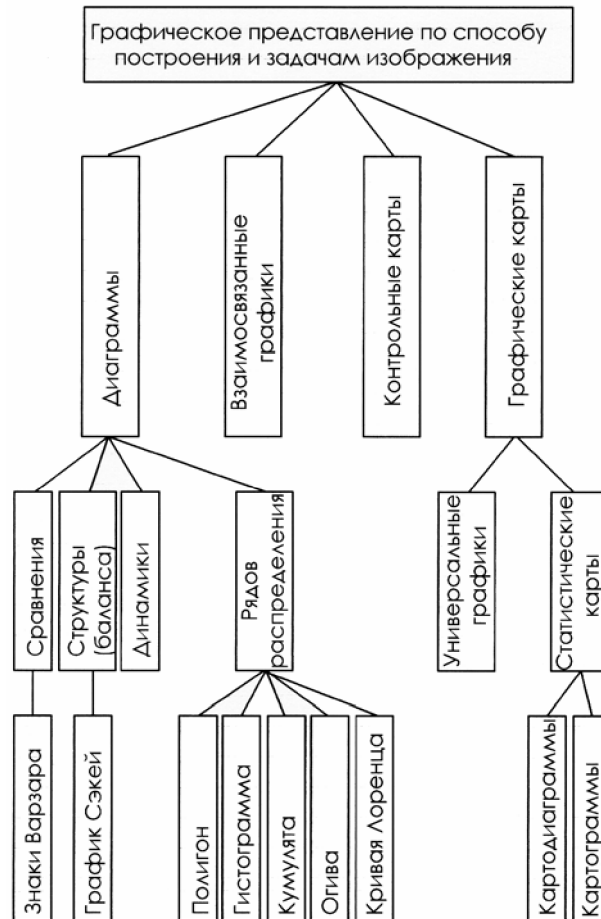 Графическое представление по способу
построения и задачам изображения
Диаграммы
Взаимосвязанные
графики
Контрольные карты
Графические карты
Сравнения
Структуры
(баланса)
Динамики
Рядов
распределения
Универсальные
графики
Статистические
карты
Знаки Варзара
График Сэкей
Полигон
Гистограмма
Кумулята
Огива
Кривая Лоренца
Картодиаграммы
Картограммы